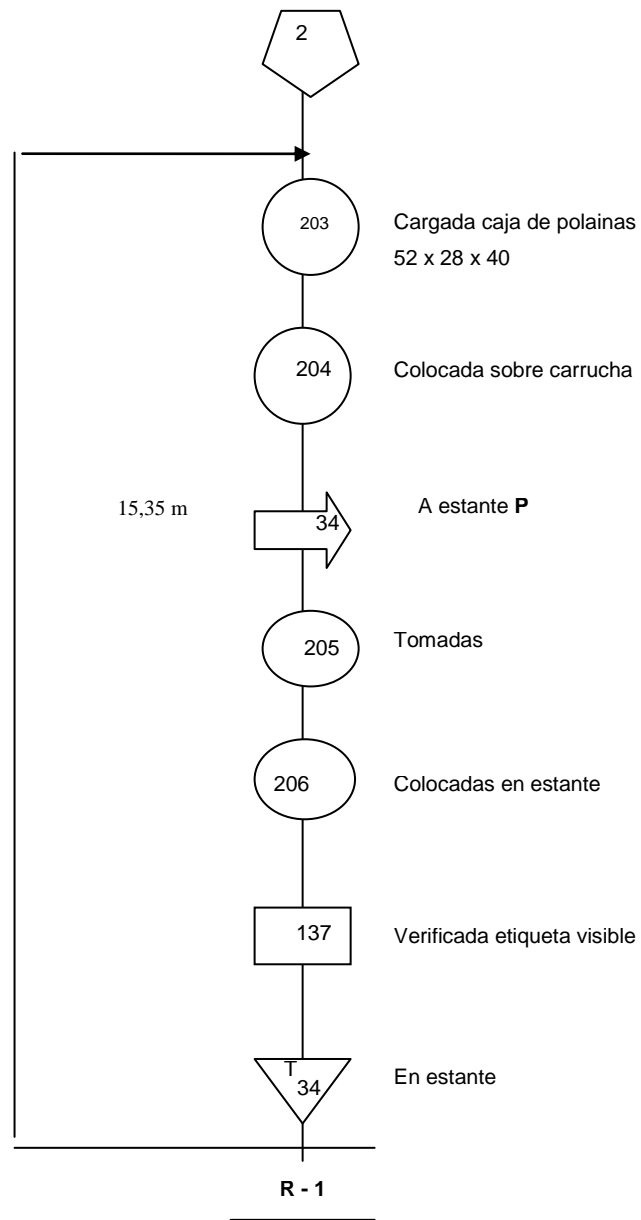 2
203
Cargada caja de polainas
52 x 28 x 40
204
Colocada sobre carrucha
15,35 m
34
A estante P
205
Tomadas
206
Colocadas en estante
137
Verificada etiqueta visible
T
34
En estante
R - 1